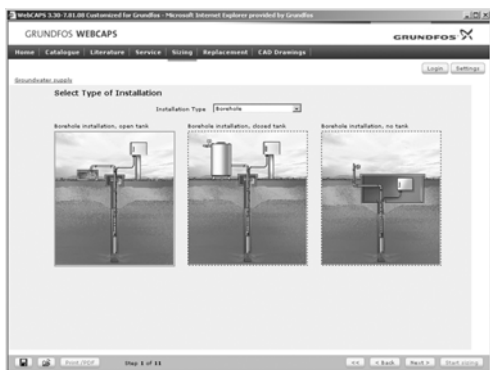 WebCAPS 3.30-7.01.08 Customized for Grundfos - Microsoft Internet Explorer provided by Grundfos
GRUNDFOS WEBCAPS
GRUNDFOS
Home Catalogue Literature Service Sizing Replacement CAD Drawings
Login Settings
Groundwater supply
Select Type of Installation
Installation Type Borehole
Borehole installation, open tank Borehole installation, closed tank Borehole installation, no tank
Print /PDF Step 1 of 11 << < Back Next > Start sizing